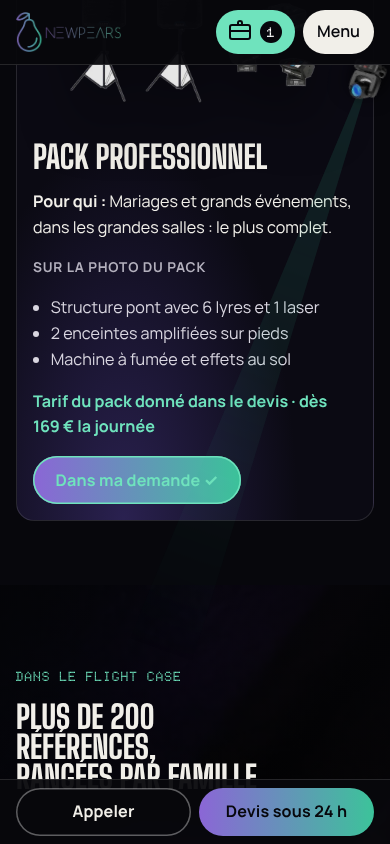 NEWPEARS
1
Menu
PACK PROFESSIONNEL
Pour qui : Mariages et grands événements,
dans les grandes salles : le plus complet.
SUR LA PHOTO DU PACK
Structure pont avec 6 lyres et 1 laser
2 enceintes amplifiées sur pieds
Machine à fumée et effets au sol
Tarif du pack donné dans le devis · dès
169 € la journée
Dans ma demande ✓
DANS LE FLIGHT CASE
PLUS DE 200
RÉFÉRENCES,
RANGÉES PAR FAMILLE
Appeler
Devis sous 24 h